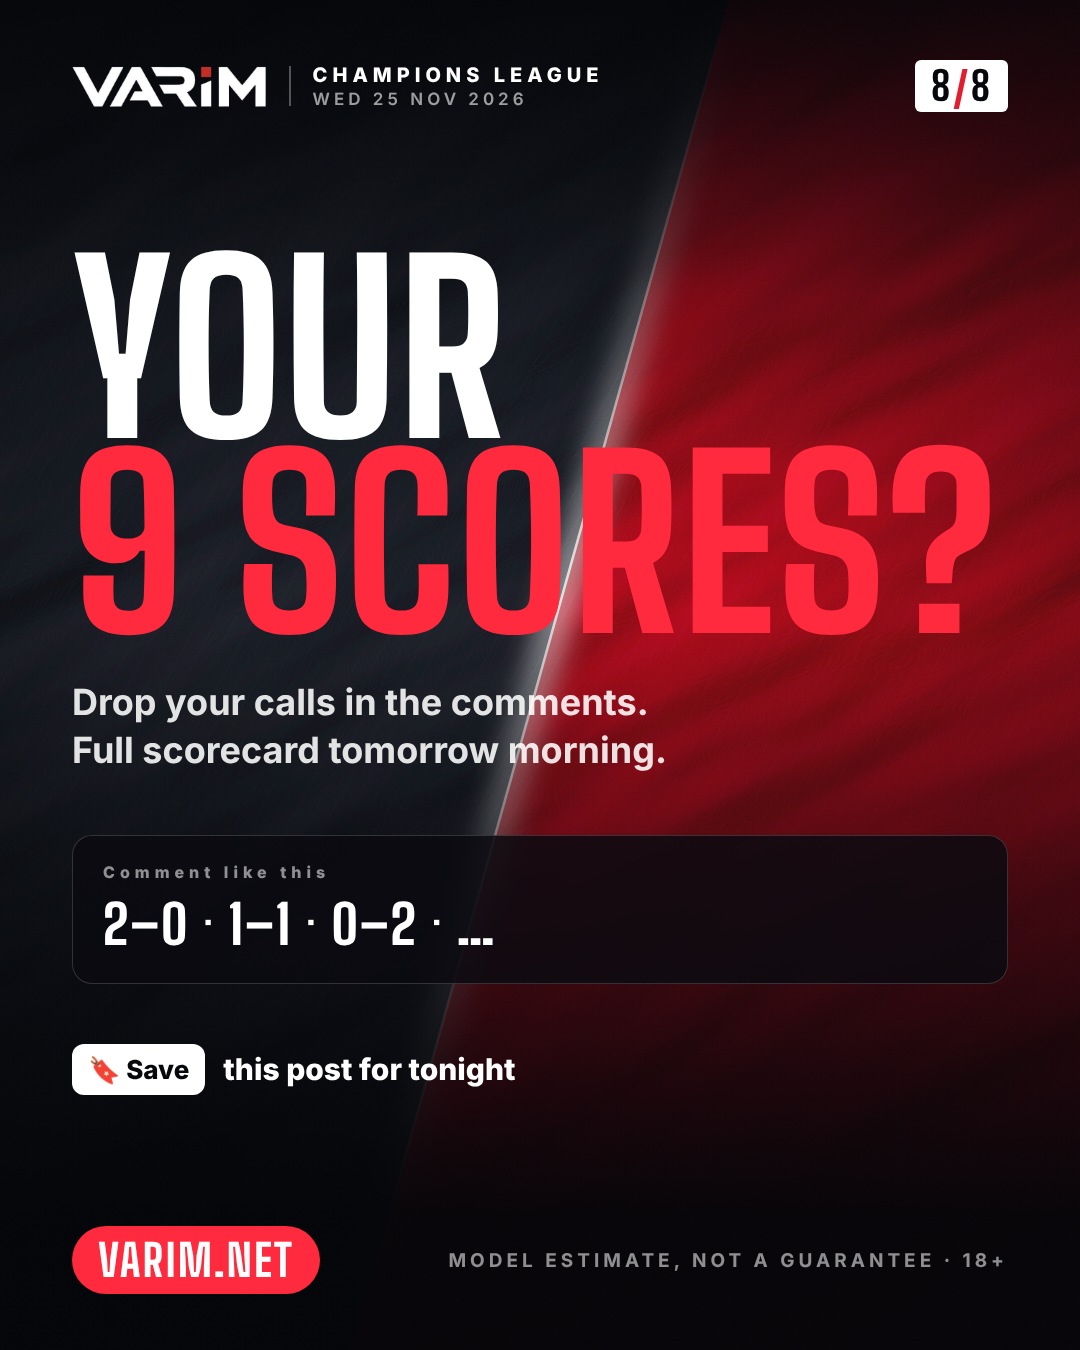 VARIM
CHAMPIONS LEAGUE
WED 25 NOV 2026
8/8
YOUR
9 SCORES?
Drop your calls in the comments.
Full scorecard tomorrow morning.
Comment like this
2–0 · 1–1 · 0–2 · ...
🔖 Save this post for tonight
VARIM.NET
MODEL ESTIMATE, NOT A GUARANTEE · 18+